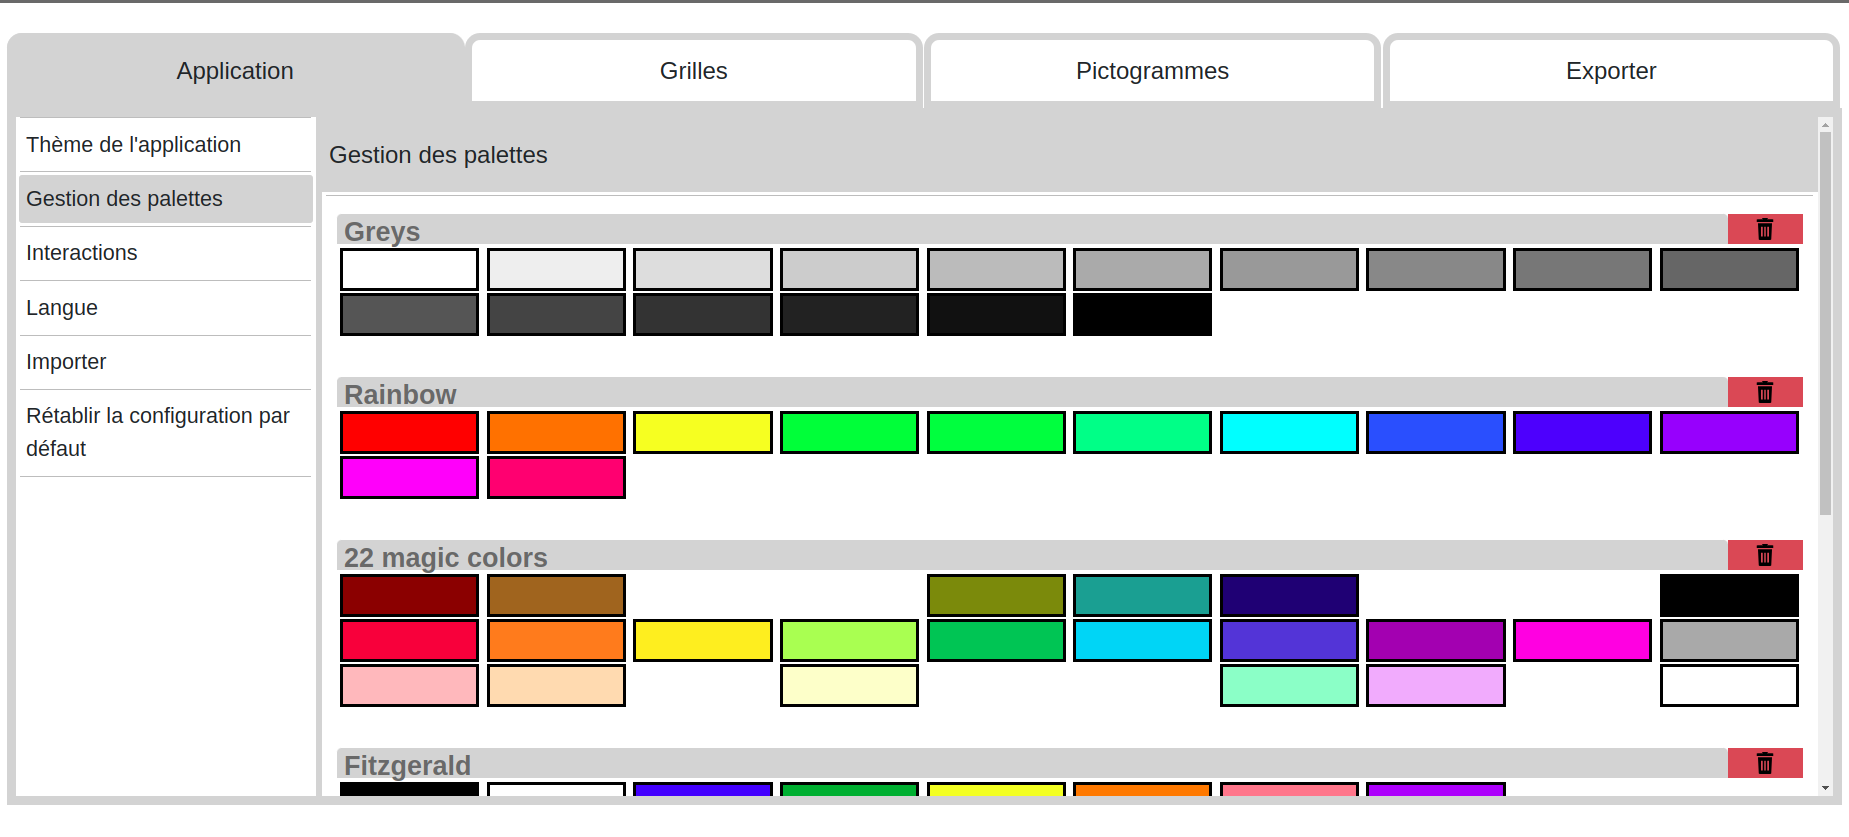 Application
Grilles
Pictogrammes
Exporter
Thème de l'application
Gestion des palettes
Interactions
Langue
Importer
Rétablir la configuration par
défaut
Gestion des palettes
Greys
Rainbow
22 magic colors
Fitzgerald